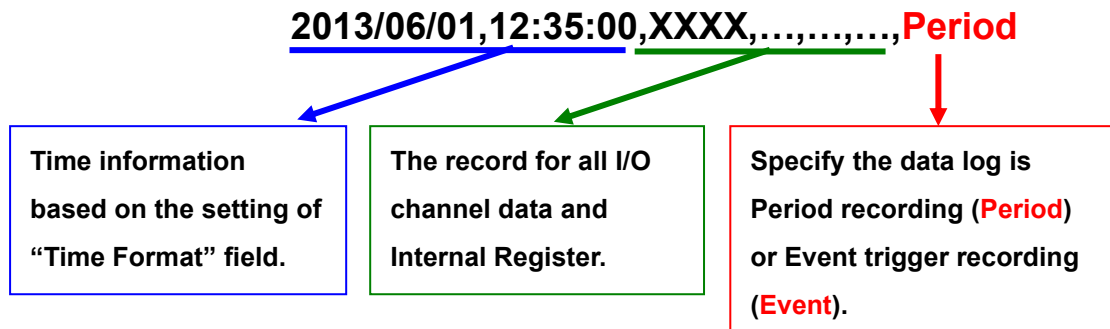 2013/06/01,12:35:00,XXXX,…,…,…,Period
Time information
based on the setting of
“Time Format” field.
The record for all I/O
channel data and
Internal Register.
Specify the data log is
Period recording (Period)
or Event trigger recording
(Event).